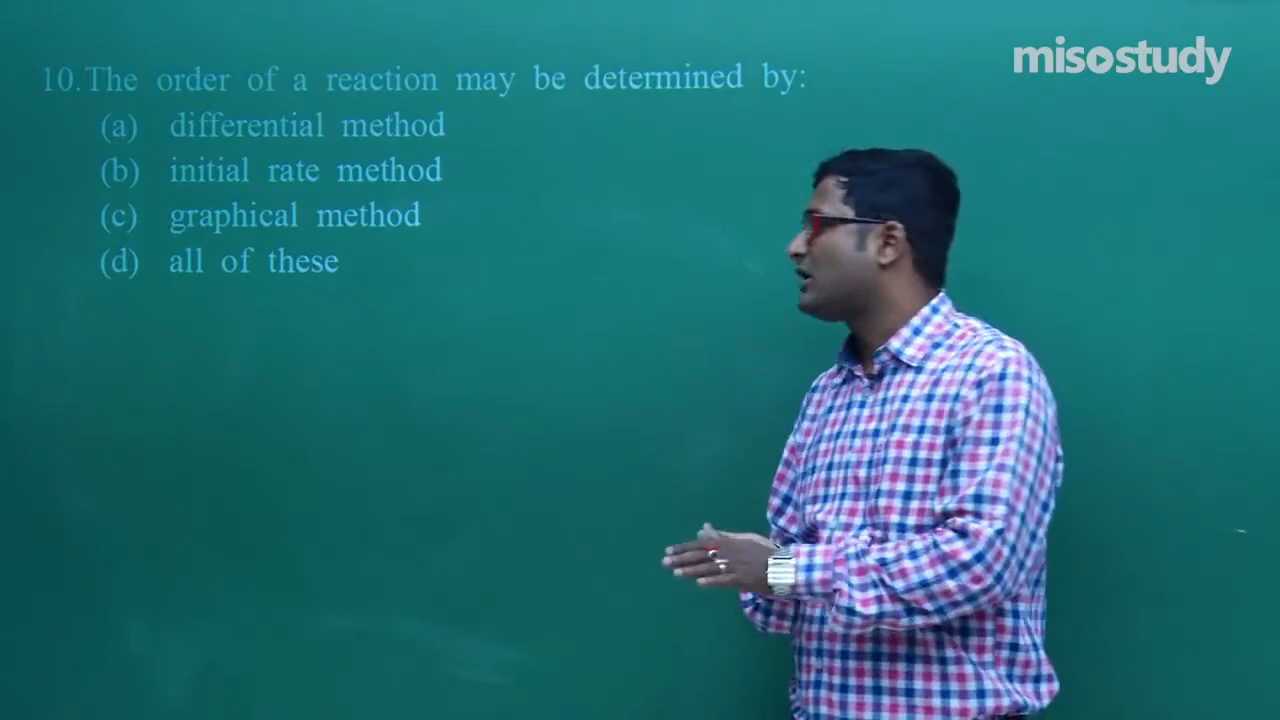 misostudy
10. The order of a reaction may be determined by:
(a) differential method
(b) initial rate method
(c) graphical method
(d) all of these